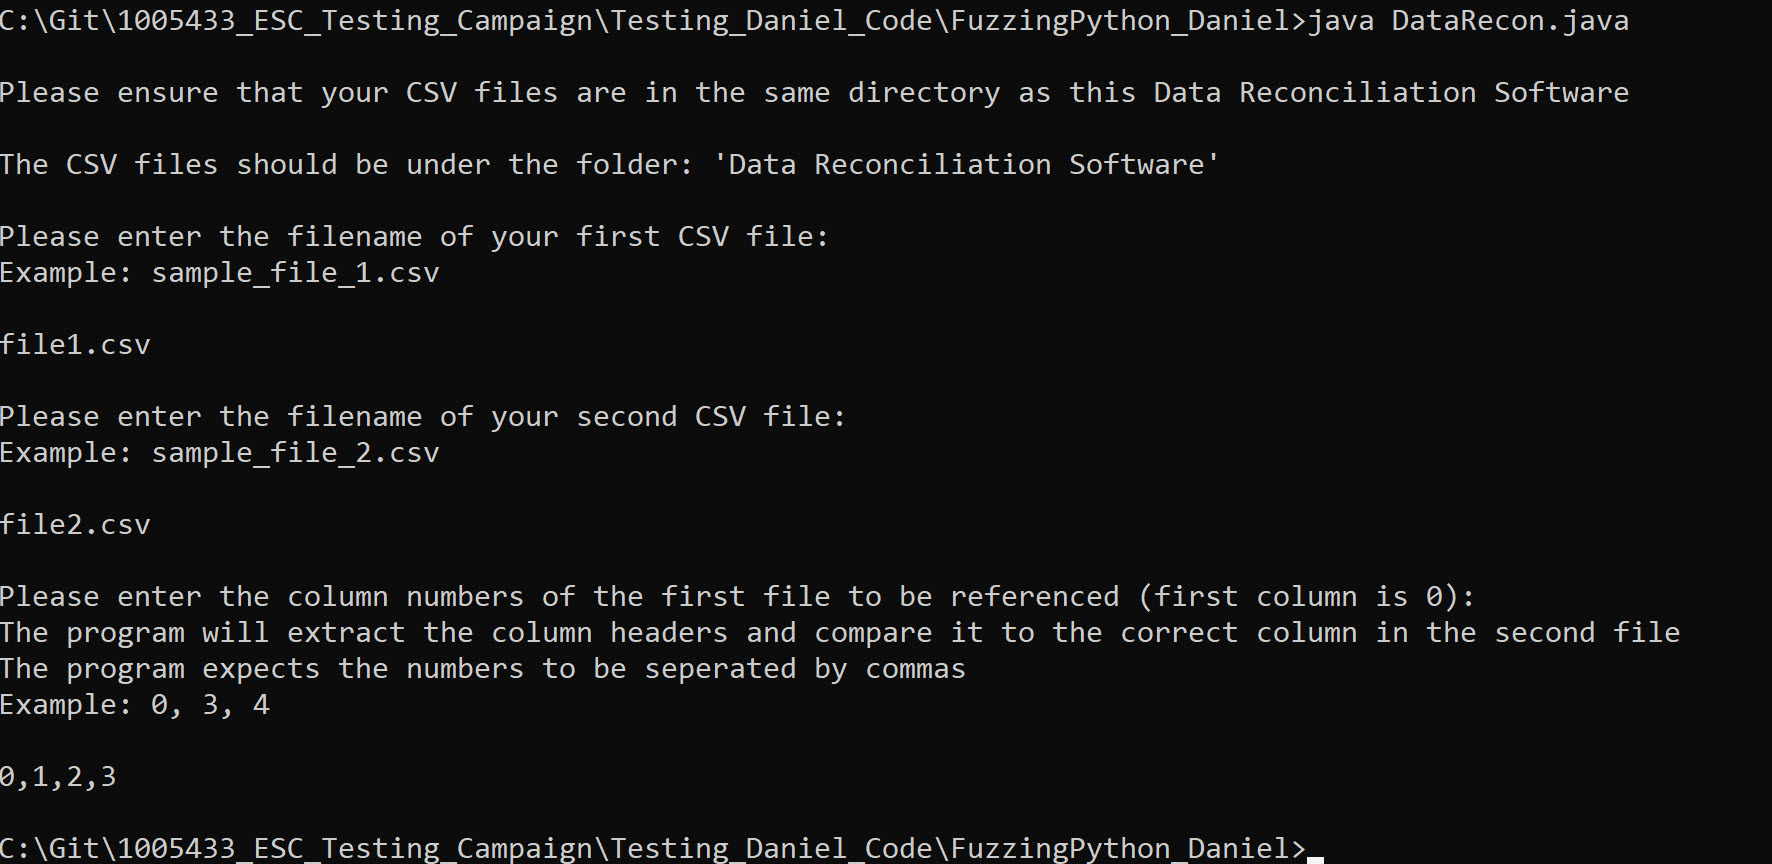 C:\Git\1005433_ESC_Testing_Campaign\Testing_Daniel_Code\FuzzingPython_Daniel>java DataRecon.java
Please ensure that your CSV files are in the same directory as this Data Reconciliation Software
The CSV files should be under the folder: 'Data Reconciliation Software'
Please enter the filename of your first CSV file:
Example: sample_file_1.csv
file1.csv
Please enter the filename of your second CSV file:
Example: sample_file_2.csv
file2.csv
Please enter the column numbers of the first file to be referenced (first column is 0):
The program will extract the column headers and compare it to the correct column in the second file
The program expects the numbers to be seperated by commas
Example: 0, 3, 4
0,1,2,3
C:\Git\1005433_ESC_Testing_Campaign\Testing_Daniel_Code\FuzzingPython_Daniel>